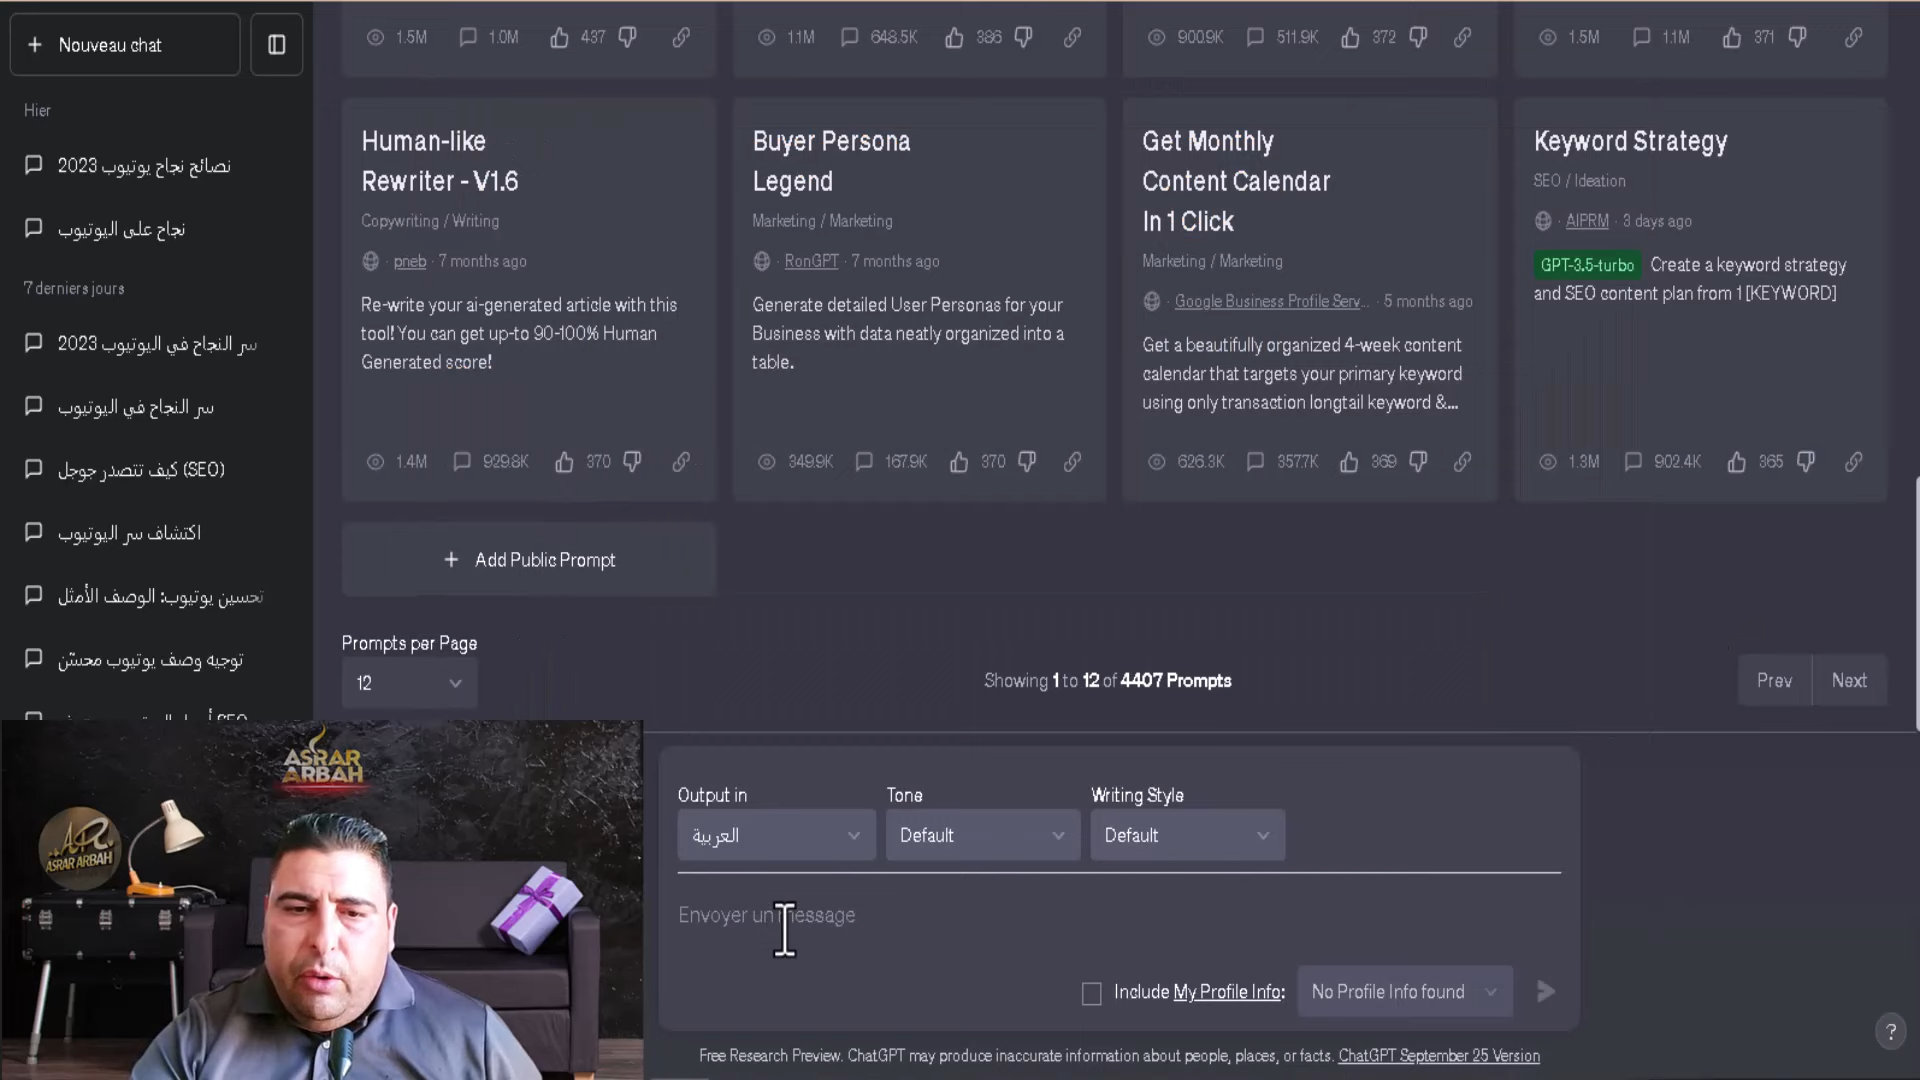 Nouveau chat
Hier
نصائح نجاح يوتيوب 2023
نجاح على اليوتيوب
7 derniers jours
سر النجاح في اليوتيوب 2023
سر النجاح في اليوتيوب
كيف تتصدر جوجل (SEO)
اكتشاف سر اليوتيوب
تحسين يوتيوب: الوصف الأمثل
توجيه وصف يوتيوب محسّن
1.5M 1.0M 437
1.1M 648.5K 386
900.9K 511.9K 372
1.5M 1.1M 371
Human-like
Rewriter - V1.6
Copywriting / Writing
· pneb · 7 months ago
Re-write your ai-generated article with this
tool! You can get up-to 90-100% Human
Generated score!
1.4M 929.8K 370
Buyer Persona
Legend
Marketing / Marketing
· RonGPT · 7 months ago
Generate detailed User Personas for your
Business with data neatly organized into a
table.
349.9K 167.9K 370
Get Monthly
Content Calendar
In 1 Click
Marketing / Marketing
· Google Business Profile Serv... · 5 months ago
Get a beautifully organized 4-week content
calendar that targets your primary keyword
using only transaction longtail keyword &...
626.3K 357.7K 369
Keyword Strategy
SEO / Ideation
· AIPRM · 3 days ago
GPT-3.5-turbo Create a keyword strategy
and SEO content plan from 1 [KEYWORD]
1.3M 902.4K 365
+ Add Public Prompt
Prompts per Page
12
Showing 1 to 12 of 4407 Prompts
Prev Next
Output in Tone Writing Style
العربية Default Default
Envoyer un message
Include My Profile Info: No Profile Info found
?
Free Research Preview. ChatGPT may produce inaccurate information about people, places, or facts. ChatGPT September 25 Version
ASRAR
ARBAH
AR
ASRAR ARBAH